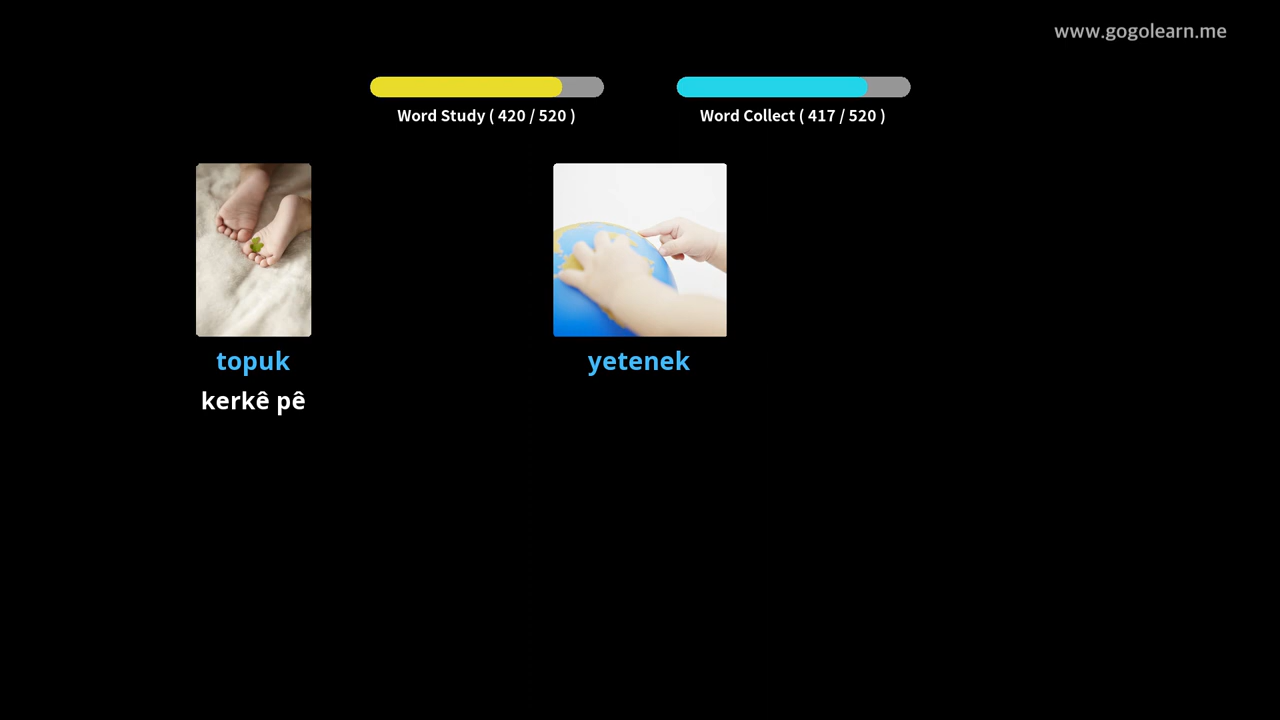 www.gogolearn.me
Word Study ( 420 / 520 )
Word Collect ( 417 / 520 )
topuk
yetenek
kerkê pê